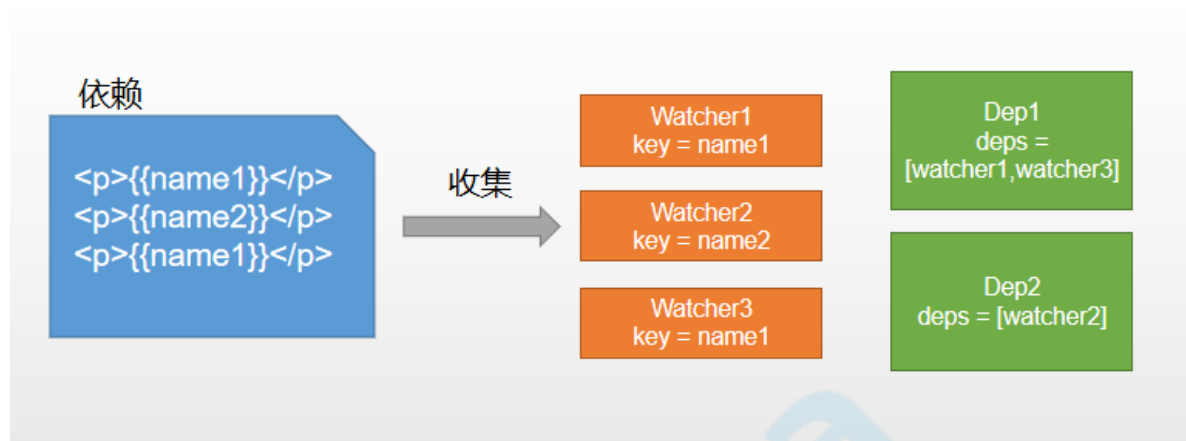 依赖
<p>{{name1}}</p>
<p>{{name2}}</p>
<p>{{name1}}</p>
收集
Watcher1
key = name1
Watcher2
key = name2
Watcher3
key = name1
Dep1
deps =
[watcher1,watcher3]
Dep2
deps = [watcher2]